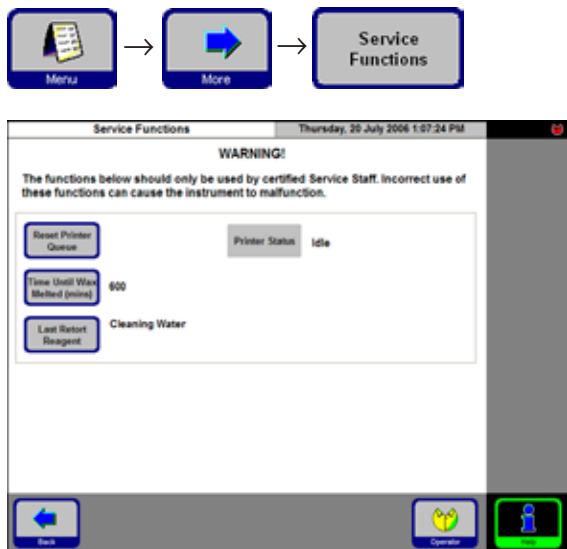 Menu
More
Service
Functions
Service Functions
Thursday, 20 July 2006 1:07:24 PM
WARNING!
The functions below should only be used by certified Service Staff. Incorrect use of
these functions can cause the instrument to malfunction.
Reset Printer
Queue
Printer Status
Idle
Time Until Wax
Melted (mins)
600
Last Retort
Reagent
Cleaning Water
Back
Operator
Help